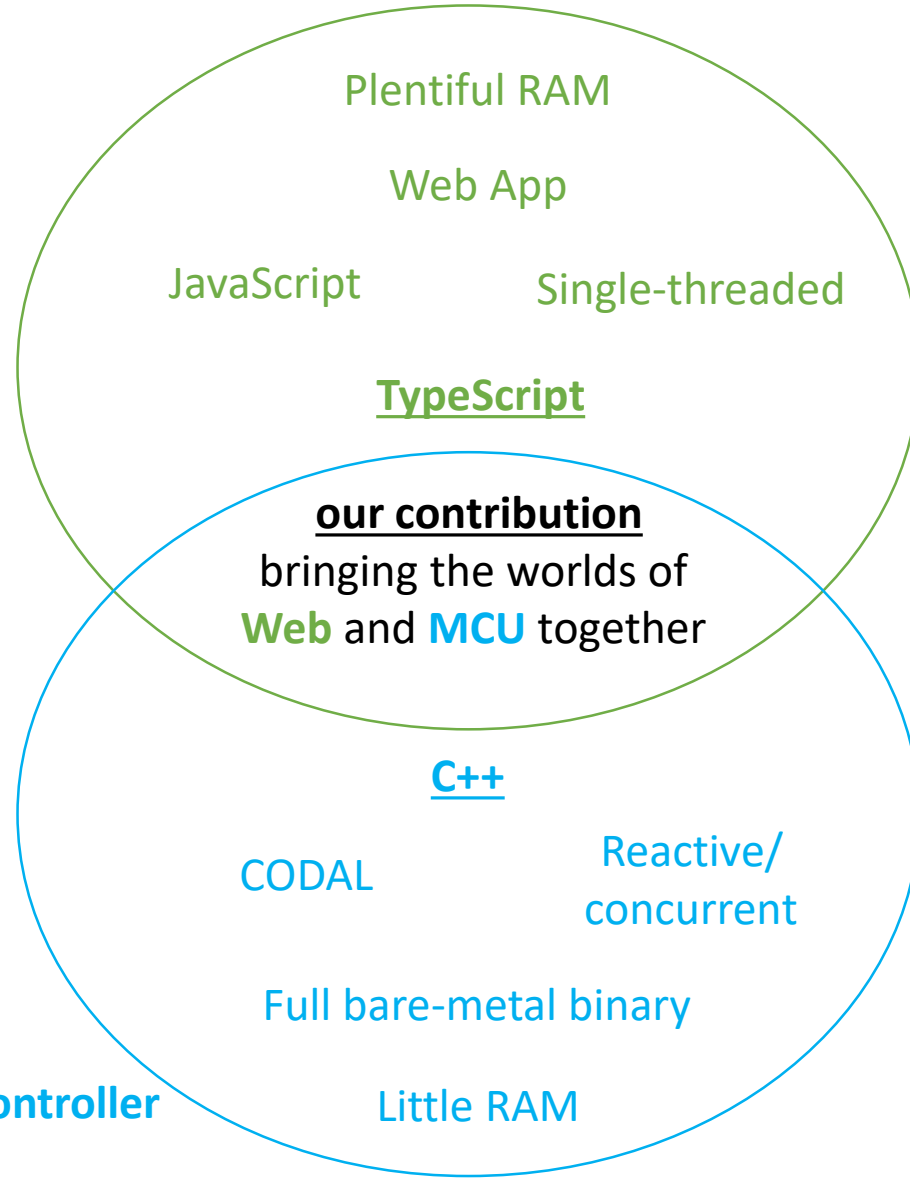 Plentiful RAM
Web App
JavaScript
Single-threaded
TypeScript
our contribution
bringing the worlds of
Web and MCU together
C++
CODAL
Reactive/
concurrent
Full bare-metal binary
ontroller
Little RAM